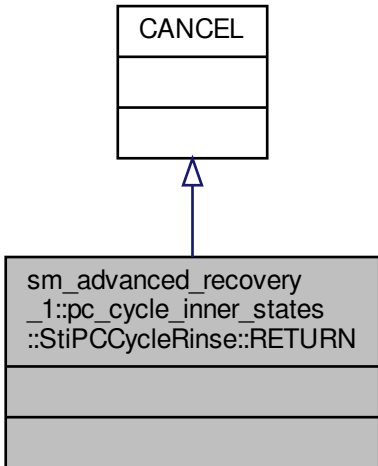 CANCEL
sm_advanced_recovery
_1::pc_cycle_inner_states
::StiPCCycleRinse::RETURN